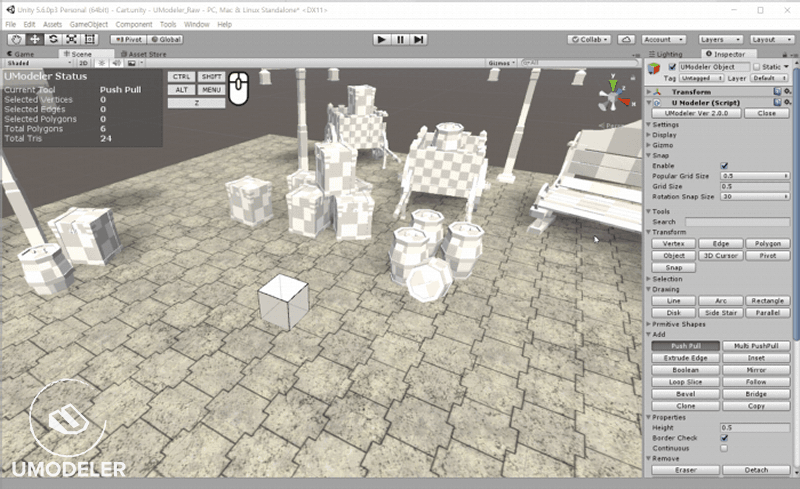 Unity 5.6.0p3 Personal (64bit) - Cart.unity - UModeler_Raw - PC, Mac & Linux Standalone* <DX11>
File Edit Assets GameObject Component Tools Window Help
Pivot Global Collab Account Layers Layout
Game Scene Asset Store Lighting Inspector
Shaded 2D Gizmos All
UModeler Object Static
Tag Untagged Layer Default
UModeler Status
Current Tool Push Pull
Selected Vertices 0
Selected Edges 0
Selected Polygons 0
Total Polygons 6
Total Tris 24
CTRL SHIFT
ALT MENU
Z
y
x
z
Transform
U Modeler (Script)
UModeler Ver 2.0.0 Close
Settings
Display
Gizmo
Snap
Enable
Popular Grid Size 0.5
Grid Size 0.5
Rotation Snap Size 30
Tools
Search
Transform
Vertex Edge Polygon
Object 3D Cursor Pivot
Snap
Selection
Drawing
Line Arc Rectangle
Disk Side Stair Parallel
Prmitive Shapes
Add
Push Pull Multi PushPull
Extrude Edge Inset
Boolean Mirror
Loop Slice Follow
Bevel Bridge
Clone Copy
Properties
Height 0.5
Border Check
Continuous
Remove
Eraser Detach
UMODELER